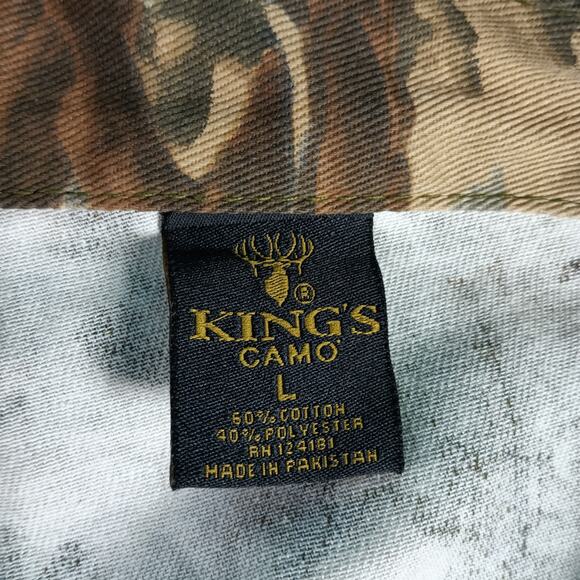 ®
KING'S
CAMO
L
60% COTTON
40% POLYESTER
RN 124181
MADE IN PAKISTAN